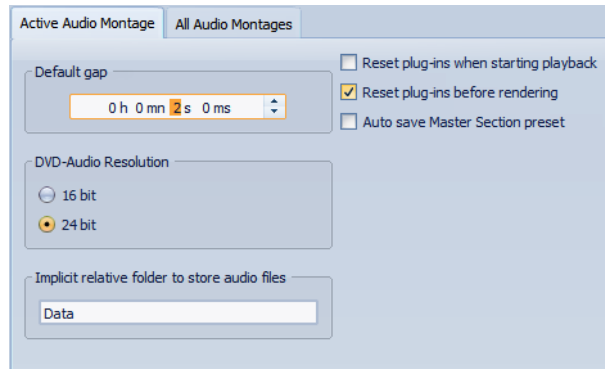 Active Audio Montage
All Audio Montages
Default gap
0 h 0 mn 2 s 0 ms
DVD-Audio Resolution
16 bit
24 bit
Implicit relative folder to store audio files
Data
Reset plug-ins when starting playback
Reset plug-ins before rendering
Auto save Master Section preset